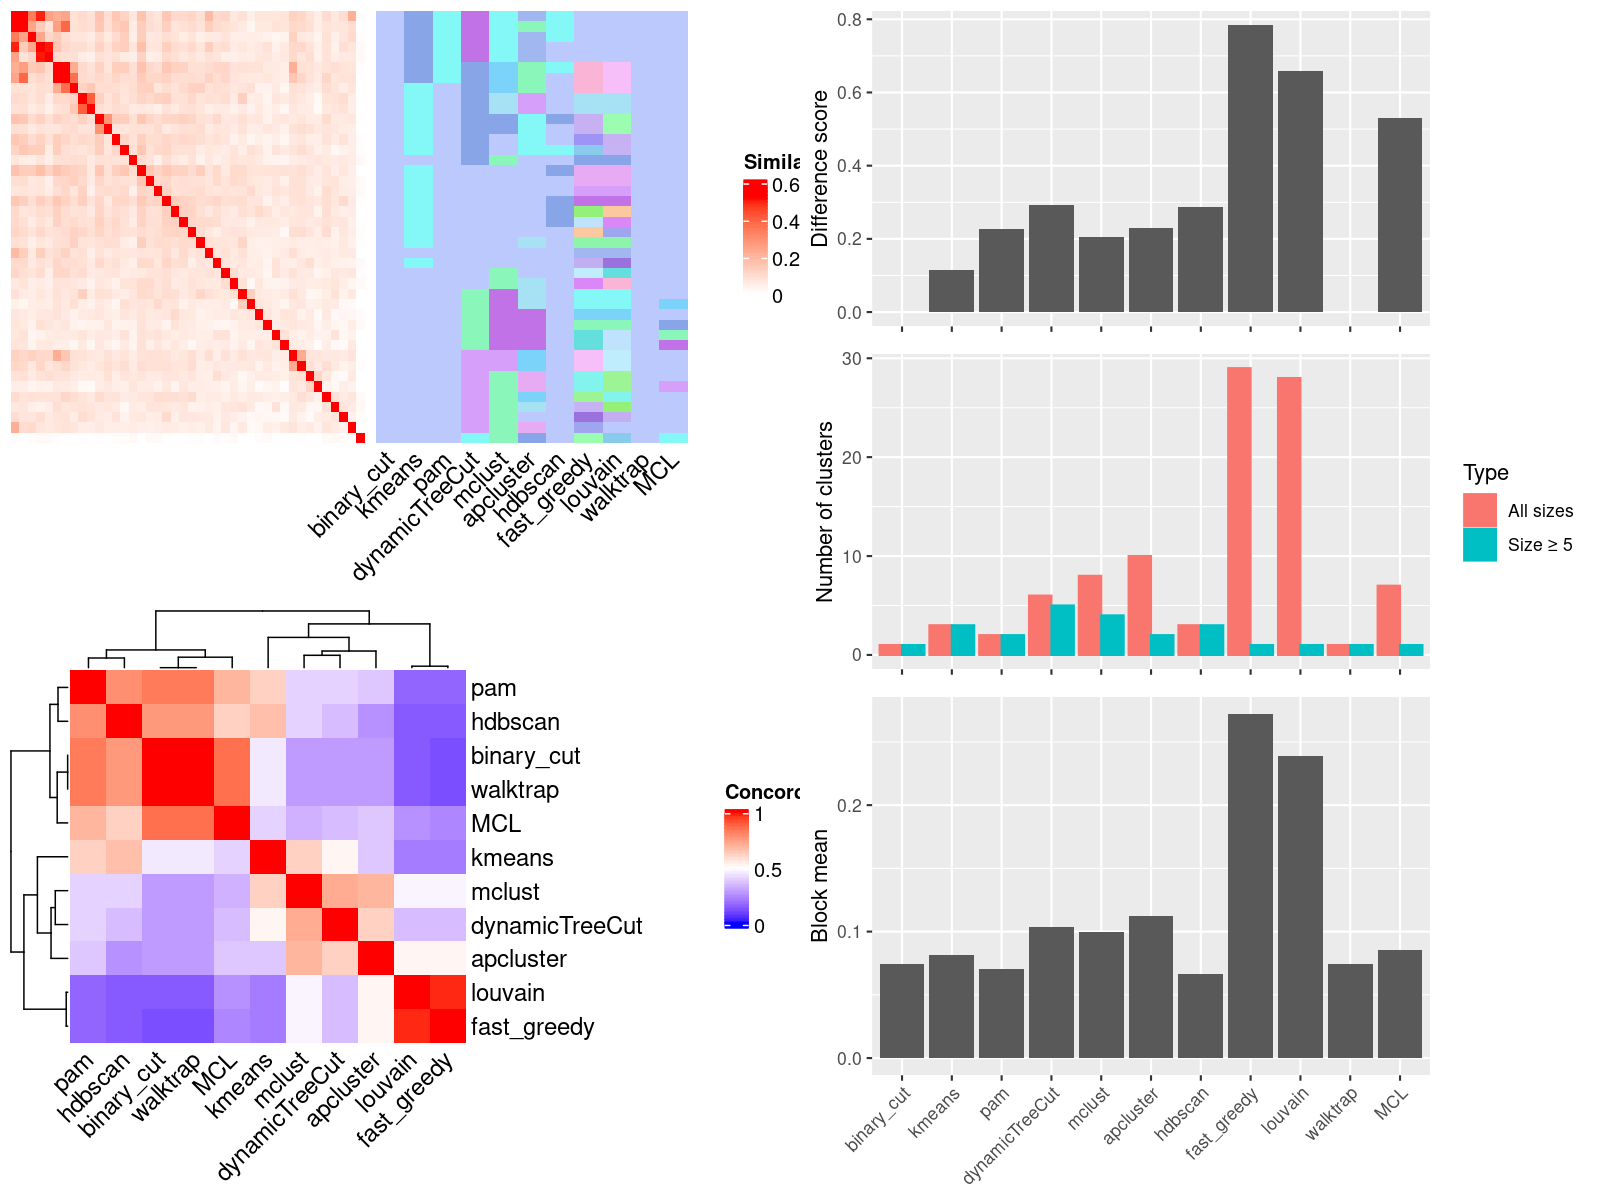 Simila
0.6
0.4
0.2
0
binary_cut
kmeans
pam
dynamicTreeCut
mclust
apcluster
hdbscan
fast_greedy
louvain
walktrap
MCL
Difference score
0.8
0.6
0.4
0.2
0.0
Number of clusters
30
20
10
0
Type
All sizes
Size ≥ 5
pam
hdbscan
binary_cut
walktrap
MCL
kmeans
mclust
dynamicTreeCut
apcluster
louvain
fast_greedy
pam
hdbscan
binary_cut
walktrap
MCL
kmeans
mclust
dynamicTreeCut
apcluster
louvain
fast_greedy
Concord
1
0.5
0
Block mean
0.2
0.1
0.0
binary_cut
kmeans
pam
dynamicTreeCut
mclust
apcluster
hdbscan
fast_greedy
louvain
walktrap
MCL